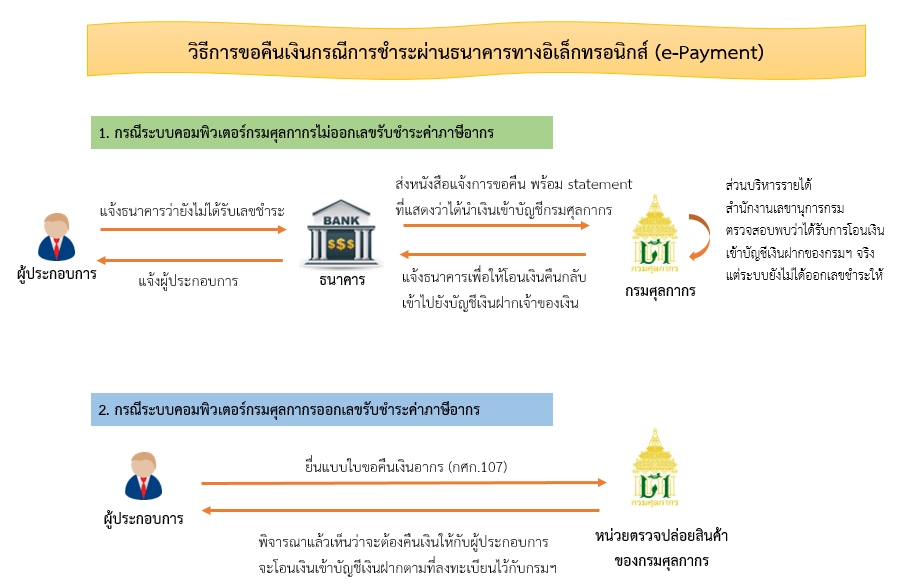 วิธีการขอคืนเงินกรณีการชำระผ่านธนาคารทางอิเล็กทรอนิกส์ (e-Payment)
1. กรณีระบบคอมพิวเตอร์กรมศุลกากรไม่ออกเลขรับชำระค่าภาษีอากร
แจ้งธนาคารว่ายังไม่ได้รับเลขชำระ
แจ้งผู้ประกอบการ
ผู้ประกอบการ
BANK
$$$
ธนาคาร
ส่งหนังสือแจ้งการขอคืน พร้อม statement
ที่แสดงว่าได้นำเงินเข้าบัญชีกรมศุลกากร
แจ้งธนาคารเพื่อให้โอนเงินคืนกลับ
เข้าไปยังบัญชีเงินฝากเจ้าของเงิน
กรมศุลกากร
กรมศุลกากร
ส่วนบริหารรายได้
สำนักงานเลขานุการกรม
ตรวจสอบพบว่าได้รับการโอนเงิน
เข้าบัญชีเงินฝากของกรมฯ จริง
แต่ระบบยังไม่ได้ออกเลขชำระให้
2. กรณีระบบคอมพิวเตอร์กรมศุลกากรออกเลขรับชำระค่าภาษีอากร
ผู้ประกอบการ
ยื่นแบบใบขอคืนเงินอากร (กศก.107)
พิจารณาแล้วเห็นว่าจะต้องคืนเงินให้กับผู้ประกอบการ
จะโอนเงินเข้าบัญชีเงินฝากตามที่ลงทะเบียนไว้กับกรมฯ
กรมศุลกากร
หน่วยตรวจปล่อยสินค้า
ของกรมศุลกากร